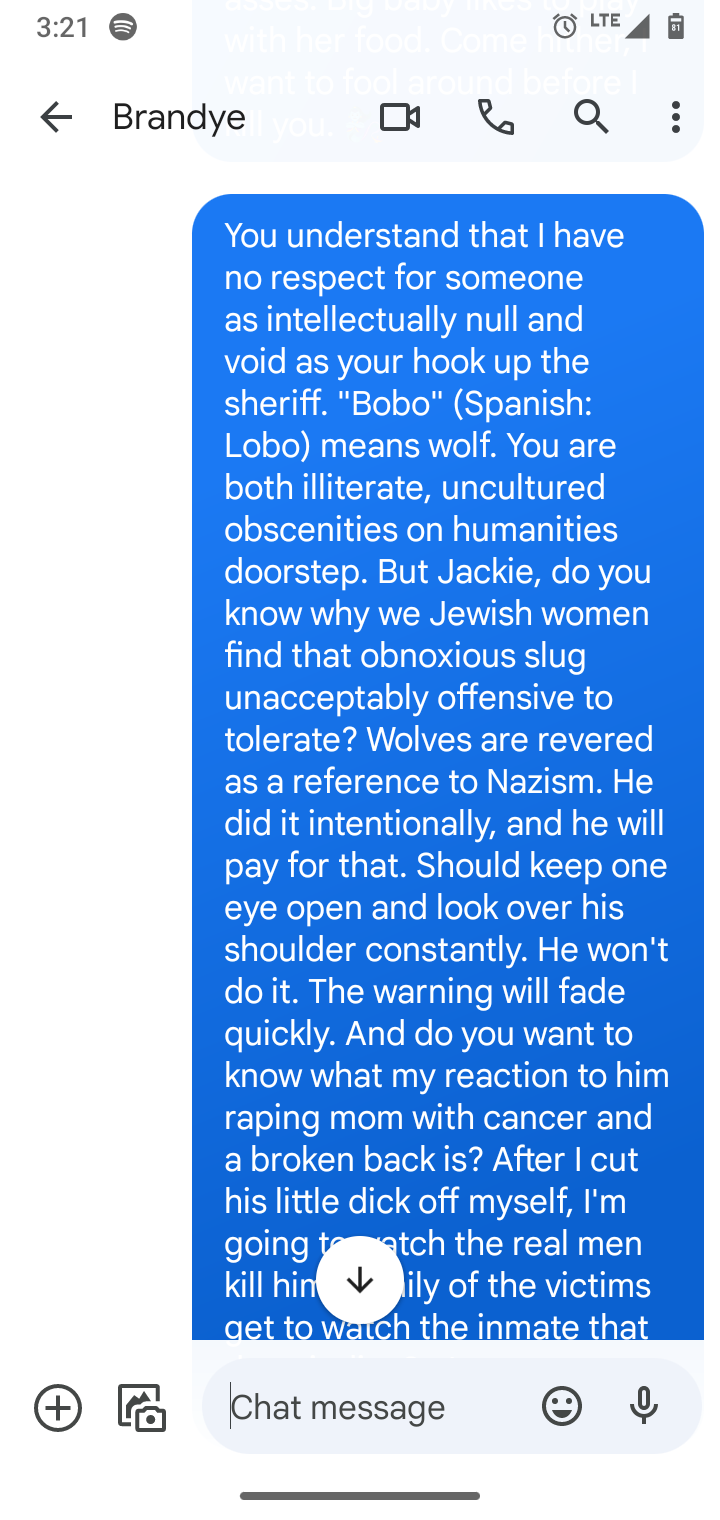 3:21
LTE
81
asses. Big baby likes to play
with her food. Come hither, I
want to fool around before I
kill you.
Brandye
You understand that I have
no respect for someone
as intellectually null and
void as your hook up the
sheriff. "Bobo" (Spanish:
Lobo) means wolf. You are
both illiterate, uncultured
obscenities on humanities
doorstep. But Jackie, do you
know why we Jewish women
find that obnoxious slug
unacceptably offensive to
tolerate? Wolves are revered
as a reference to Nazism. He
did it intentionally, and he will
pay for that. Should keep one
eye open and look over his
shoulder constantly. He won't
do it. The warning will fade
quickly. And do you want to
know what my reaction to him
raping mom with cancer and
a broken back is? After I cut
his little dick off myself, I'm
going to watch the real men
kill of the victims
get to watch the inmate that
Chat message